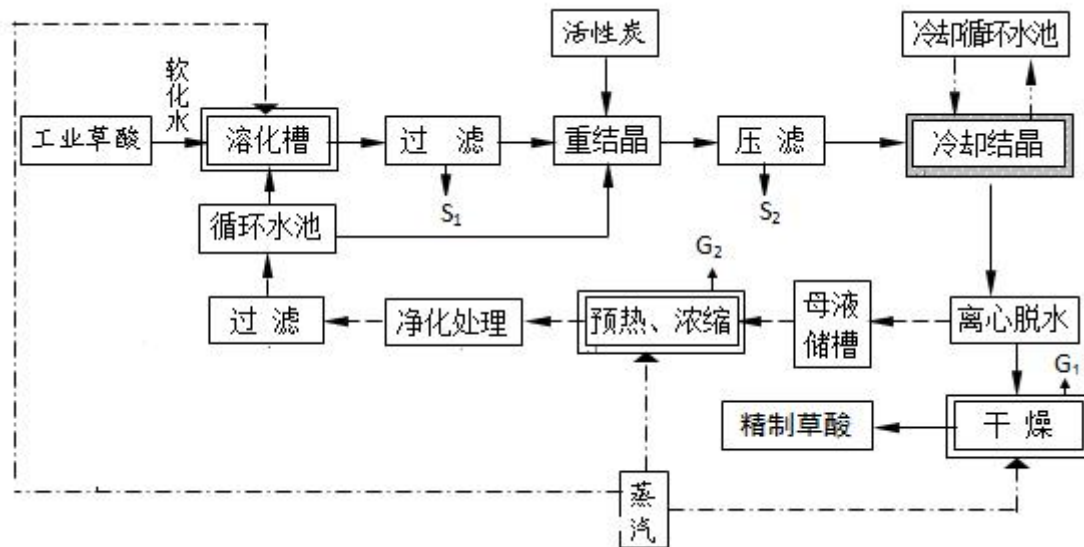 活性炭
冷却循环水池
软化水
工业草酸
溶化槽
过 滤
重结晶
压 滤
冷却结晶
S₁
S₂
循环水池
G₂
过 滤
净化处理
预热、浓缩
母液
储槽
离心脱水
G₁
精制草酸
干 燥
蒸汽